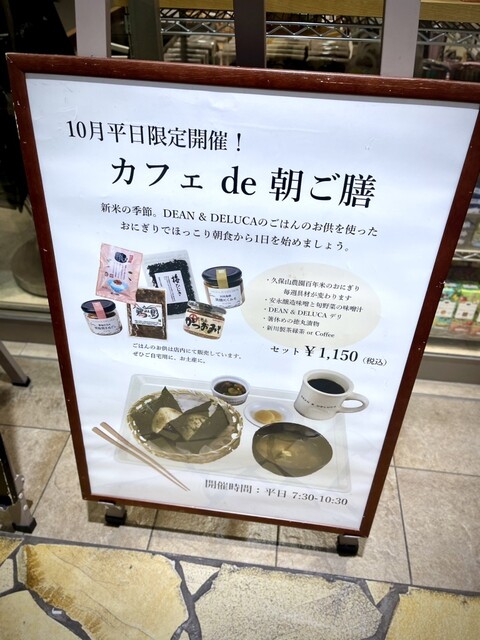 10月平日限定開催！
カフェ de 朝ご膳
新米の季節。DEAN & DELUCAのごはんのお供を使った
おにぎりでほっこり朝食から1日を始めましょう。
・久保山農園百年米のおにぎり
毎週具材が変わります
・安永醸造味噌と旬野菜の味噌汁
・DEAN & DELUCA デリ
・箸休めの徳丸漬物
・新川製茶緑茶 or Coffee
セット ¥1,150 (税込)
ごはんのお供は店内にて販売しています。
ぜひご自宅用に、お土産に。
DEAN & DELUCA
開催時間：平日 7:30-10:30